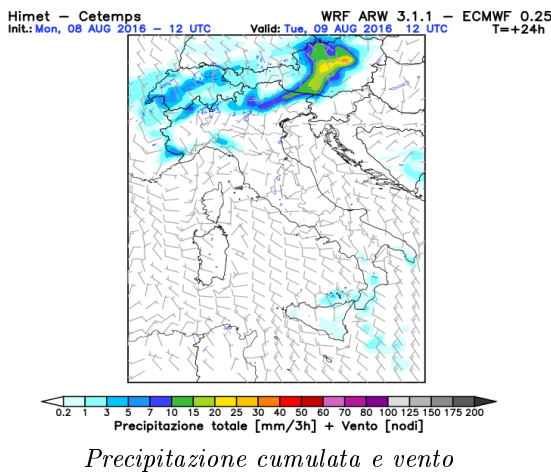 Himet – Cetemps WRF ARW 3.1.1 – ECMWF 0.25
Init.: Mon, 08 AUG 2016 – 12 UTC Valid: Tue, 09 AUG 2016 12 UTC T=+24h
0.2 1 3 5 7 10 15 20 25 30 40 50 60 70 80 100 125 150 175 200
Precipitazione totale [mm/3h] + Vento [nodi]
Precipitazione cumulata e vento